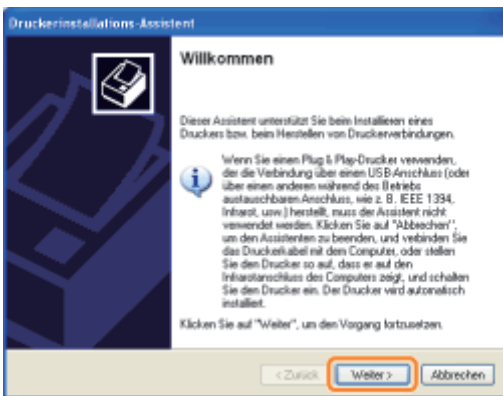 Druckerinstallations-Assistent
Willkommen
Dieser Assistent unterstützt Sie beim Installieren eines
Druckers bzw. beim Herstellen von Druckerverbindungen.
Wenn Sie einen Plug & Play-Drucker verwenden,
der die Verbindung über einen USB-Anschluss (oder
über einen anderen während des Betriebs
austauschbaren Anschluss, wie z. B. IEEE 1394,
Infrarot, usw.) herstellt, muss der Assistent nicht
verwendet werden. Klicken Sie auf "Abbrechen",
um den Assistenten zu beenden, und verbinden Sie
das Druckerkabel mit dem Computer, oder stellen
Sie den Drucker so auf, dass er auf den
Infrarotanschluss des Computers zeigt, und schalten
Sie den Drucker ein. Der Drucker wird automatisch
installiert.
Klicken Sie auf "Weiter", um den Vorgang fortzusetzen.
< Zurück Weiter > Abbrechen